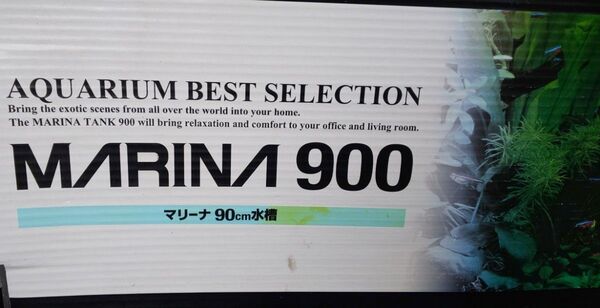 AQUARIUM BEST SELECTION
Bring the exotic scenes from all over the world into your home.
The MARINA TANK 900 will bring relaxation and comfort to your office and living room.
MARINA 900
マリーナ 90cm水槽